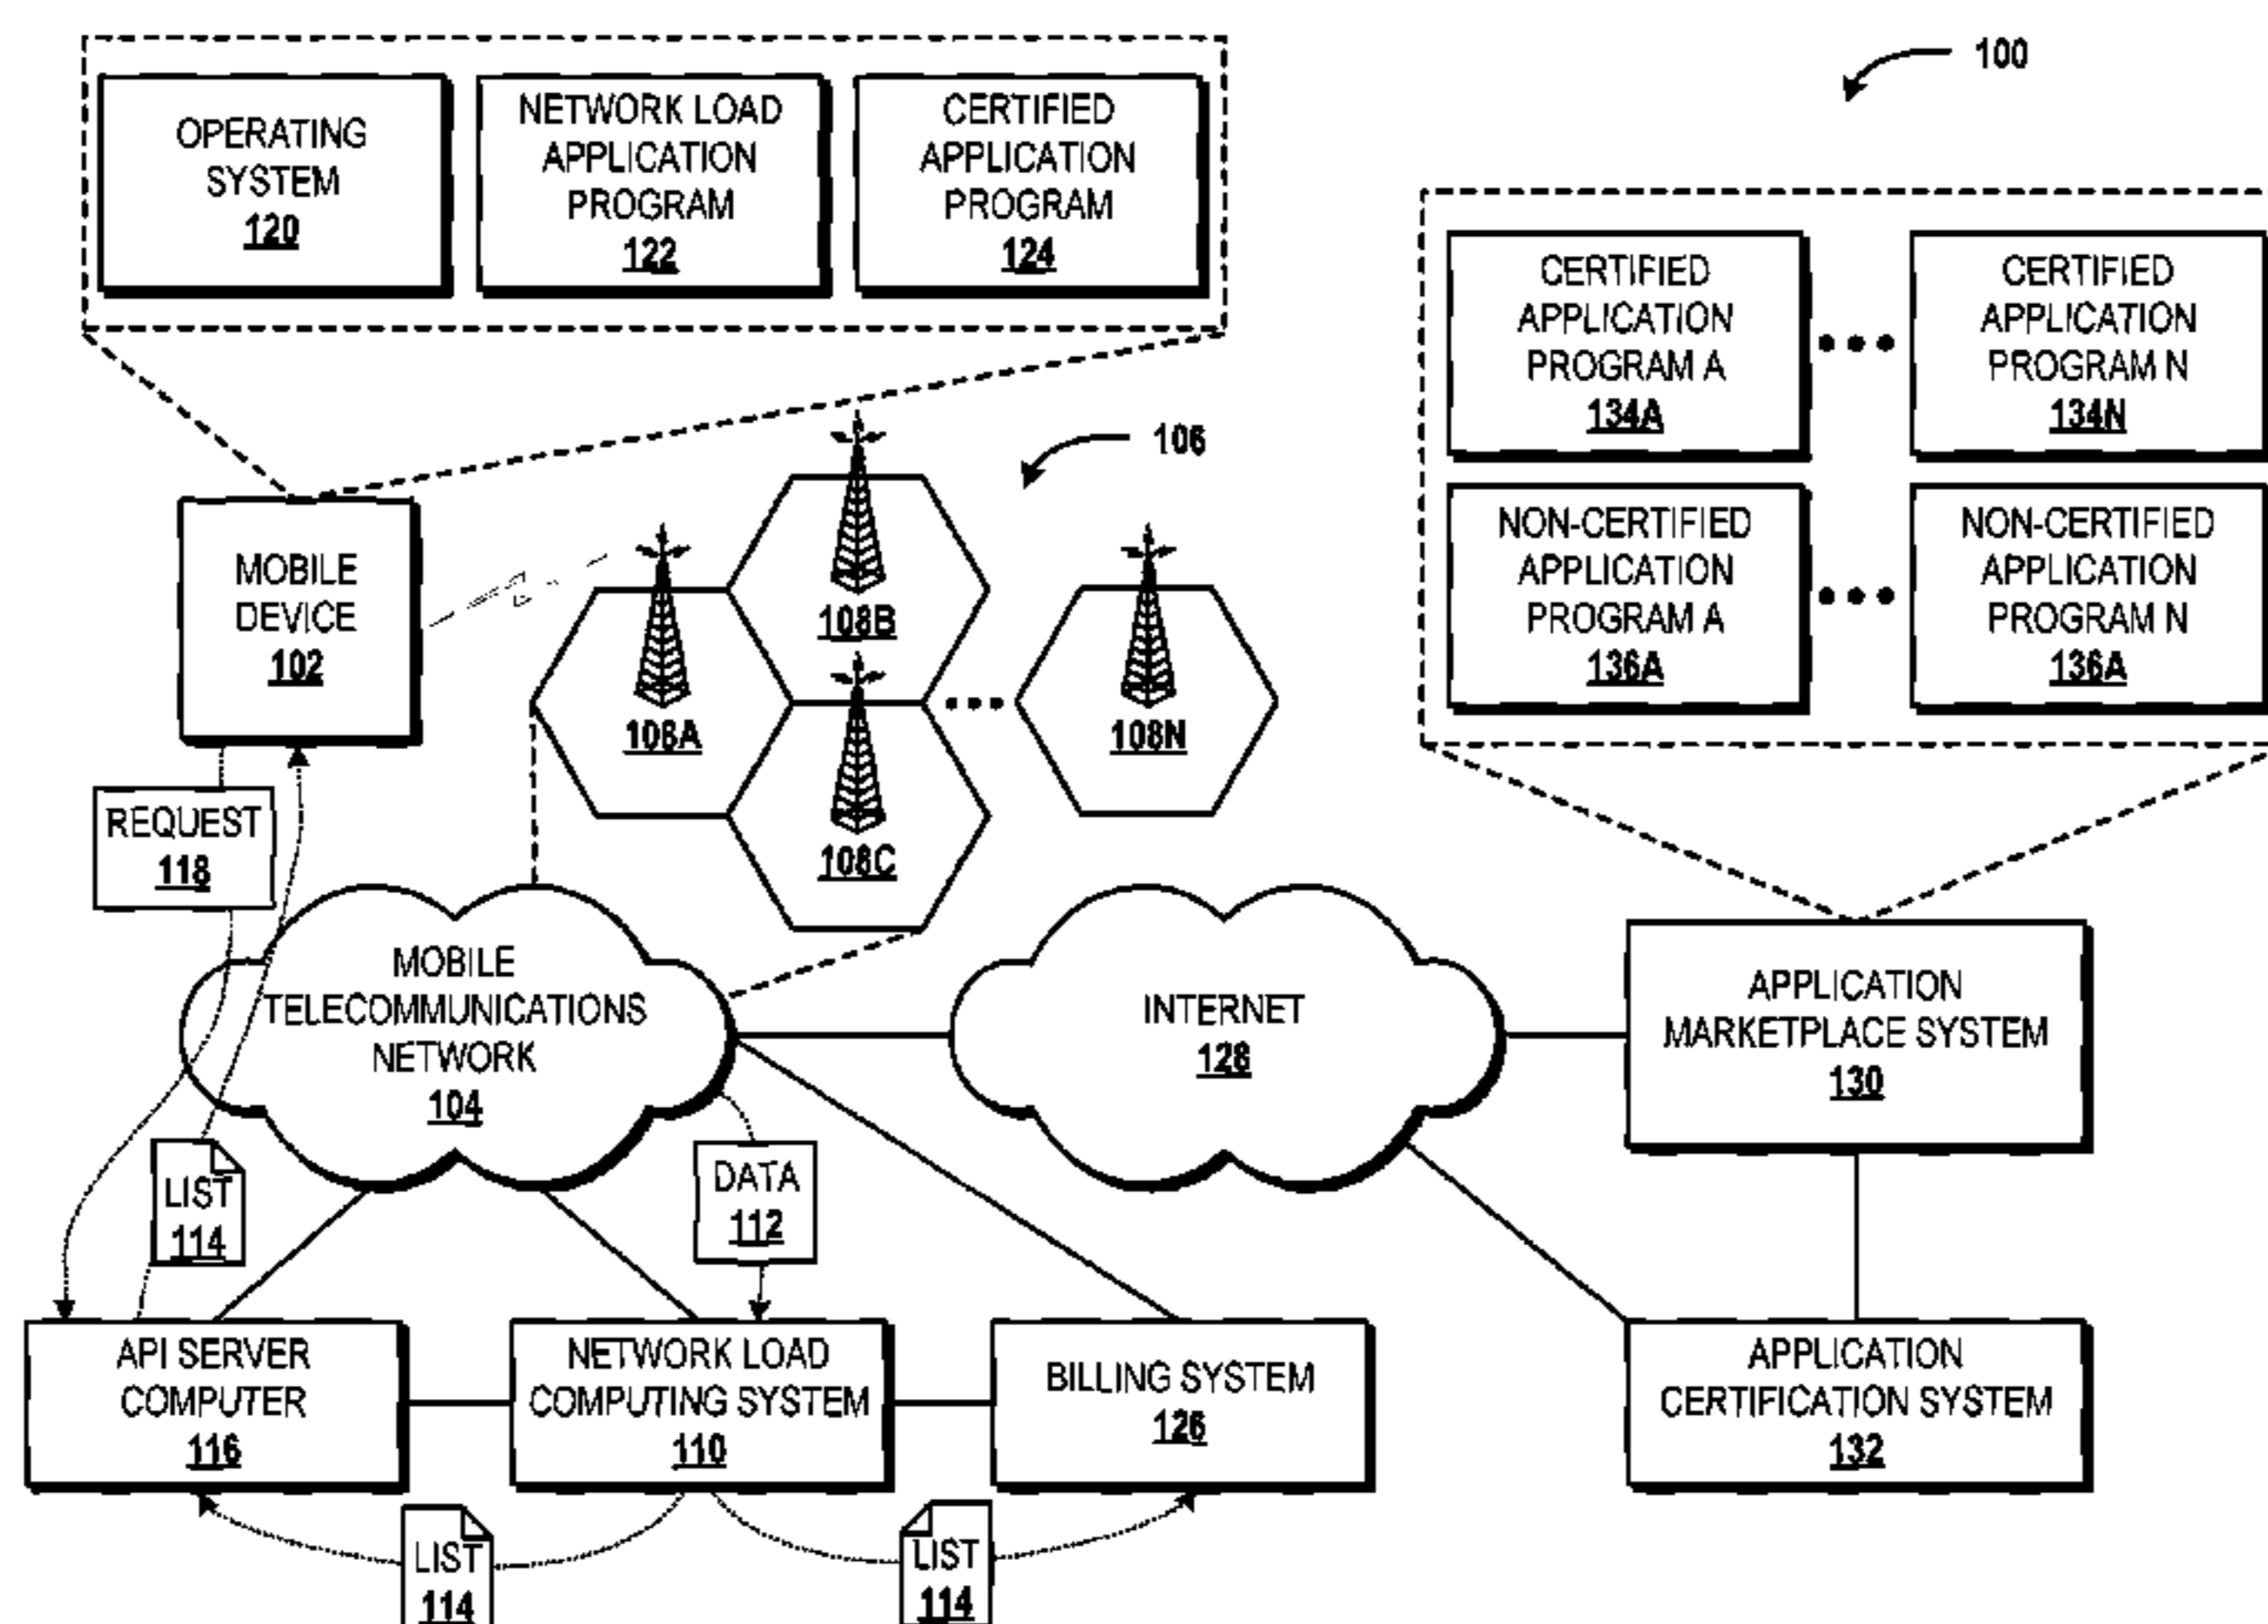 100
OPERATING
SYSTEM
120
NETWORK LOAD
APPLICATION
PROGRAM
122
CERTIFIED
APPLICATION
PROGRAM
124
CERTIFIED
APPLICATION
PROGRAM A
134A
CERTIFIED
APPLICATION
PROGRAM N
134N
NON-CERTIFIED
APPLICATION
PROGRAM A
136A
NON-CERTIFIED
APPLICATION
PROGRAM N
136A
106
MOBILE
DEVICE
102
108A
108B
108C
108N
REQUEST
118
MOBILE
TELECOMMUNICATIONS
NETWORK
104
INTERNET
128
APPLICATION
MARKETPLACE SYSTEM
130
LIST
114
DATA
112
API SERVER
COMPUTER
116
NETWORK LOAD
COMPUTING SYSTEM
110
BILLING SYSTEM
126
APPLICATION
CERTIFICATION SYSTEM
132
LIST
114
LIST
114